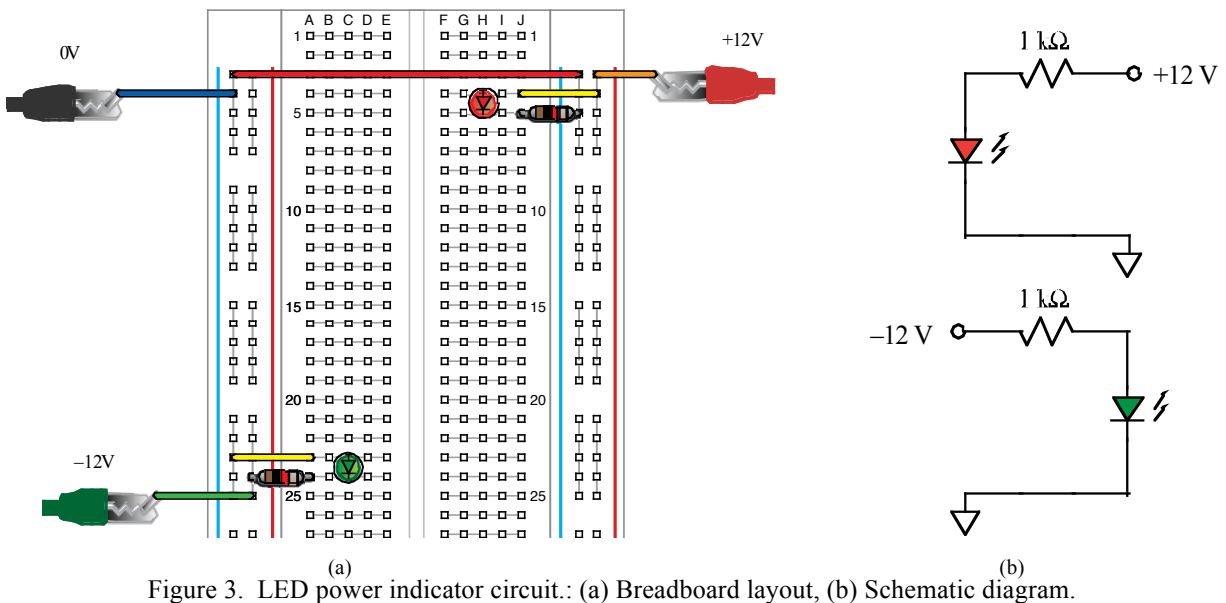 A B C D E F G H I J
1 1
0V
+12V
5 5
10 10
15 15
20 20
–12V
25 25
(a)
1 kΩ
+12 V
1 kΩ
–12 V
(b)
Figure 3. LED power indicator circuit.: (a) Breadboard layout, (b) Schematic diagram.